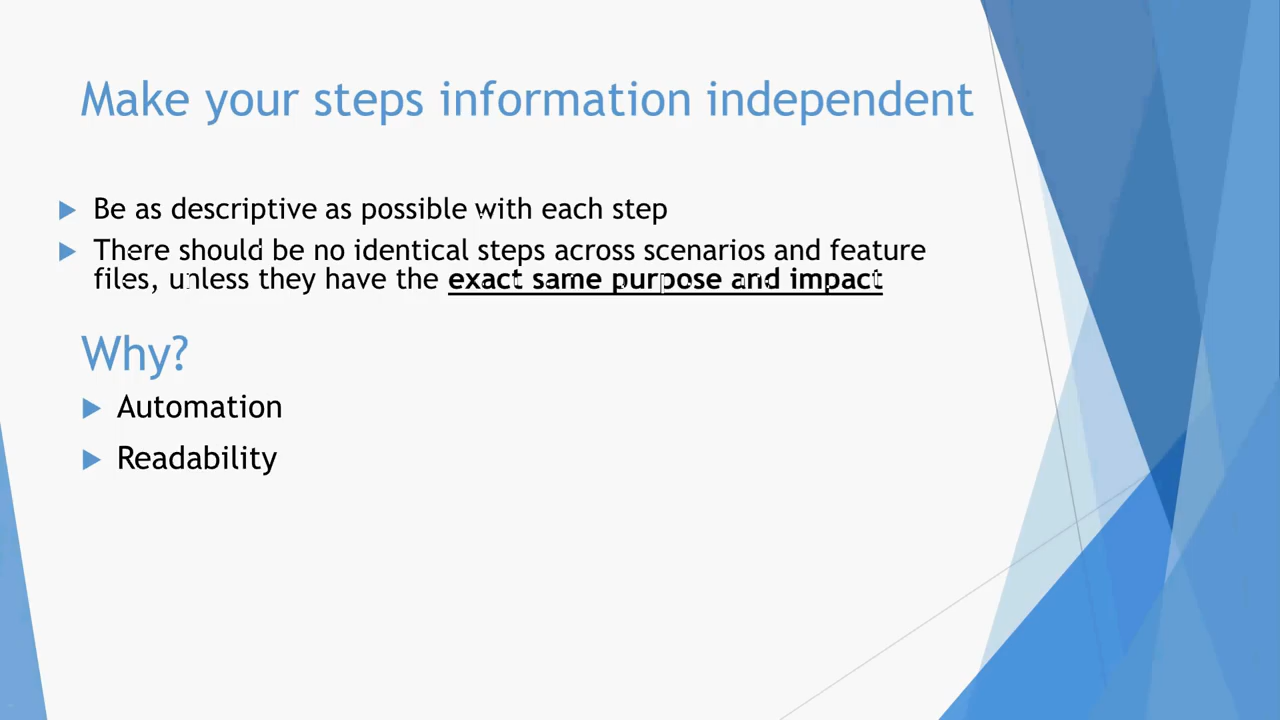 Make your steps information independent
Be as descriptive as possible with each step
There should be no identical steps across scenarios and feature
files, unless they have the exact same purpose and impact
Why?
Automation
Readability